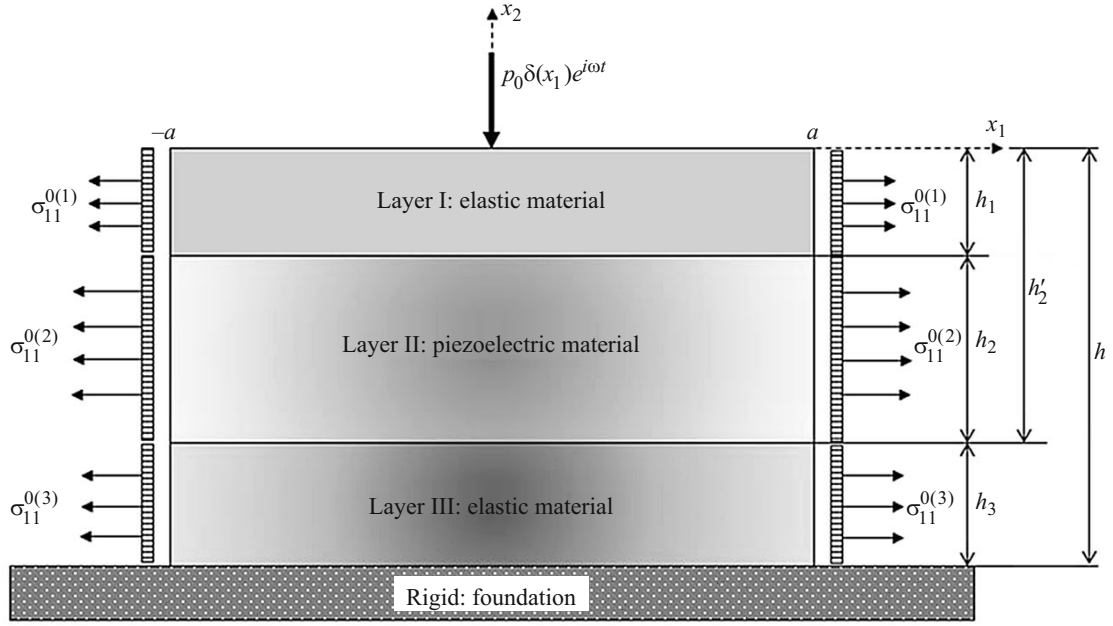 x₂
p₀δ(x₁)e^{iωt}
–a
a
x₁
σ₁₁^{0(1)}
Layer I: elastic material
σ₁₁^{0(1)}
h₁
h₂′
σ₁₁^{0(2)}
Layer II: piezoelectric material
σ₁₁^{0(2)}
h₂
h
σ₁₁^{0(3)}
Layer III: elastic material
σ₁₁^{0(3)}
h₃
Rigid: foundation